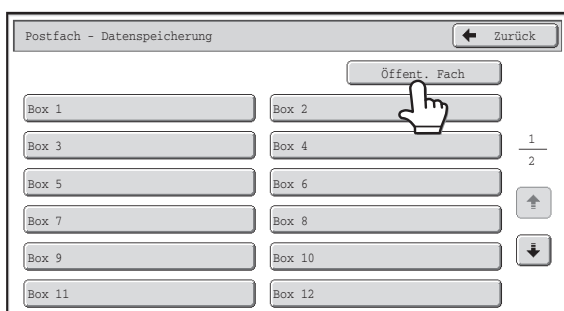 Postfach - Datenspeicherung Zurück
Öffent. Fach
Box 1 Box 2
Box 3 Box 4
1
2
Box 5 Box 6
Box 7 Box 8
Box 9 Box 10
Box 11 Box 12